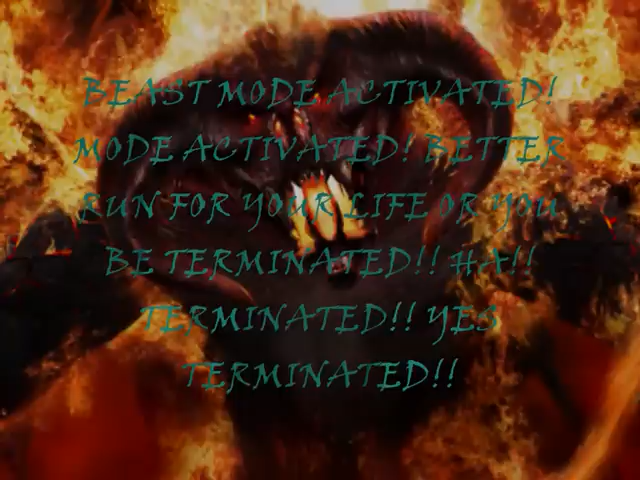 BEAST MODE ACTIVATED!
MODE ACTIVATED! BETTER
RUN FOR YOUR LIFE OR YOU
BE TERMINATED!! HA!!
TERMINATED!! YES
TERMINATED!!